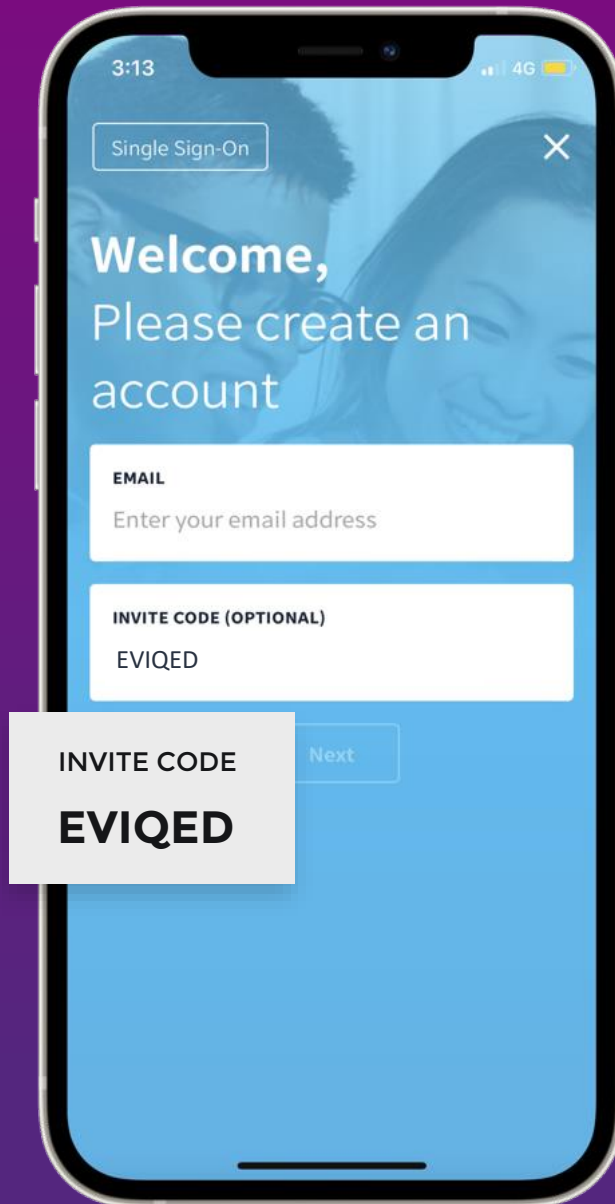 3:13
4G
Single Sign-On
Welcome,
Please create an
account
EMAIL
Enter your email address
INVITE CODE (OPTIONAL)
EVIQED
Next
INVITE CODE
EVIQED